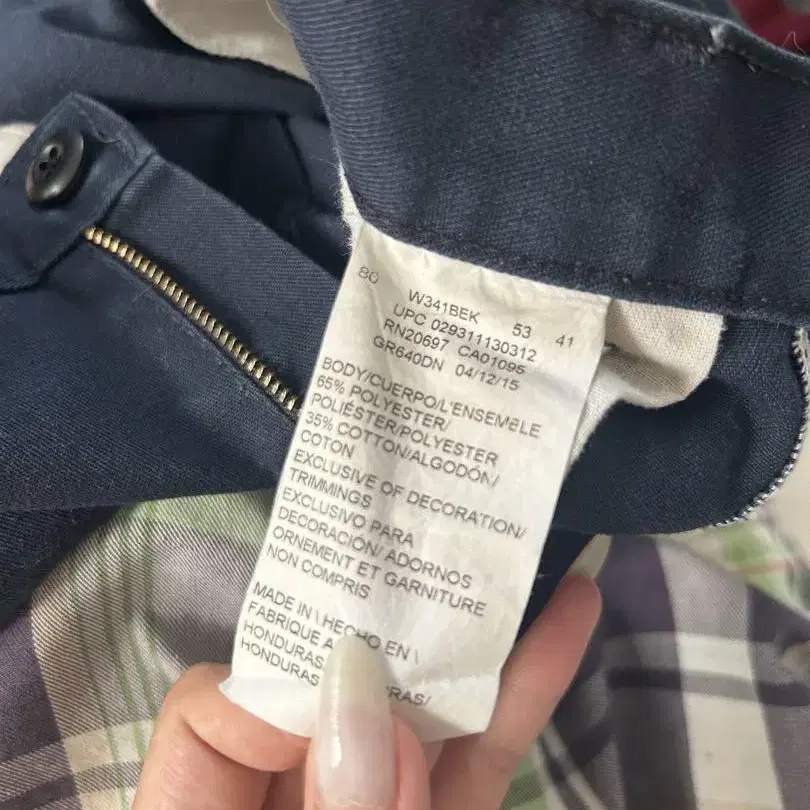 80
W341BEK 53 41
UPC 029311130312
RN20697 CA01095
GR640DN 04/12/15
BODY/CUERPO/L'ENSEMBLE
65% POLYESTER/
POLIÉSTER/POLYESTER
35% COTTON/ALGODÓN/
COTON
EXCLUSIVE OF DECORATION/
TRIMMINGS
EXCLUSIVO PARA
DECORACIÓN/ ADORNOS
ORNEMENT ET GARNITURE
NON COMPRIS
MADE IN \ HECHO EN \
FABRIQUE A
HONDURAS
HONDURAS